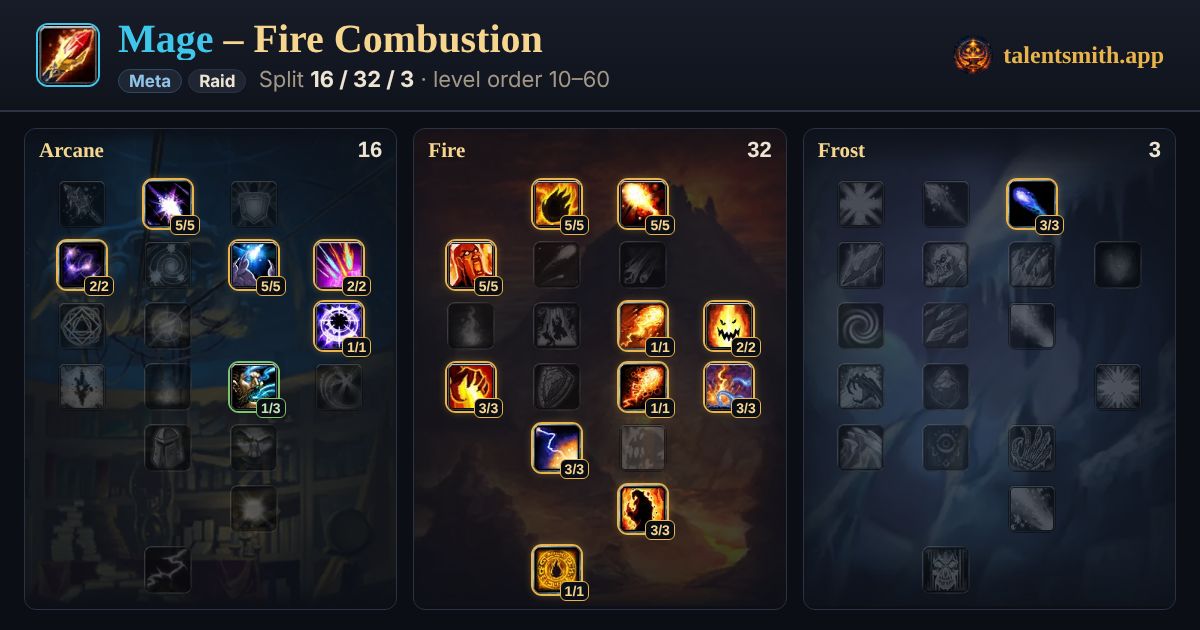 Mage – Fire Combustion
talentsmith.app
Meta Raid Split 16 / 32 / 3 · level order 10–60
Arcane 16
5/5
2/2 5/5 2/2
1/1
1/3
Fire 32
5/5 5/5
5/5
1/1 2/2
3/3 1/1 3/3
3/3
3/3
1/1
Frost 3
3/3